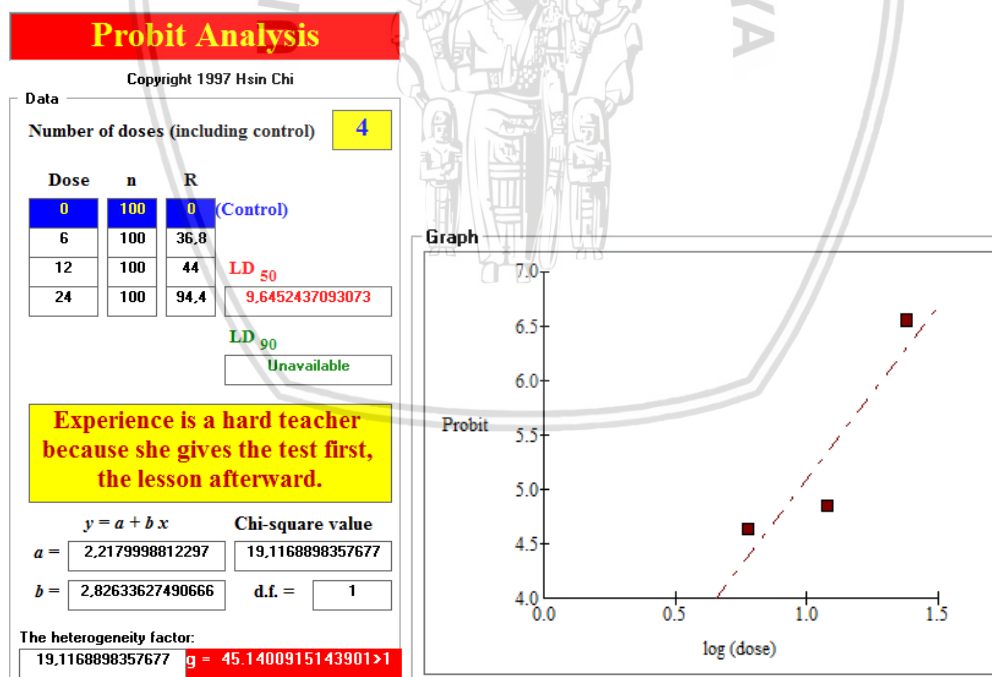 Probit Analysis
Copyright 1997 Hsin Chi
Data
Number of doses (including control) 4
Dose n R
0 100 0 (Control)
6 100 36,8
12 100 44 LD 50
24 100 94,4 9,6452437093073
LD 90
Unavailable
Experience is a hard teacher
because she gives the test first,
the lesson afterward.
y = a + b x Chi-square value
a = 2,2179998812297 19,1168898357677
b = 2,82633627490666 d.f. = 1
The heterogeneity factor:
19,1168898357677 g = 45.1400915143901>1
Graph
7.0
6.5
6.0
Probit
5.5
5.0
4.5
4.0
0.0 0.5 1.0 1.5
log (dose)
YA